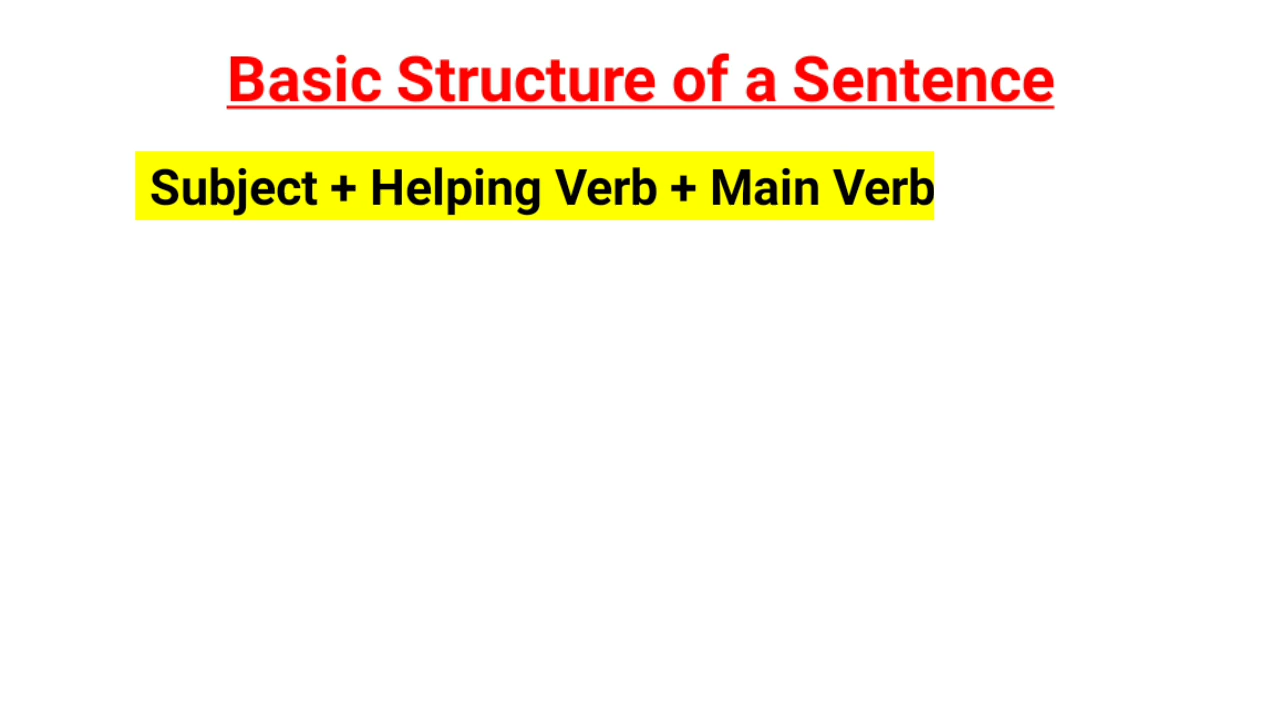 Basic Structure of a Sentence
Subject + Helping Verb + Main Verb